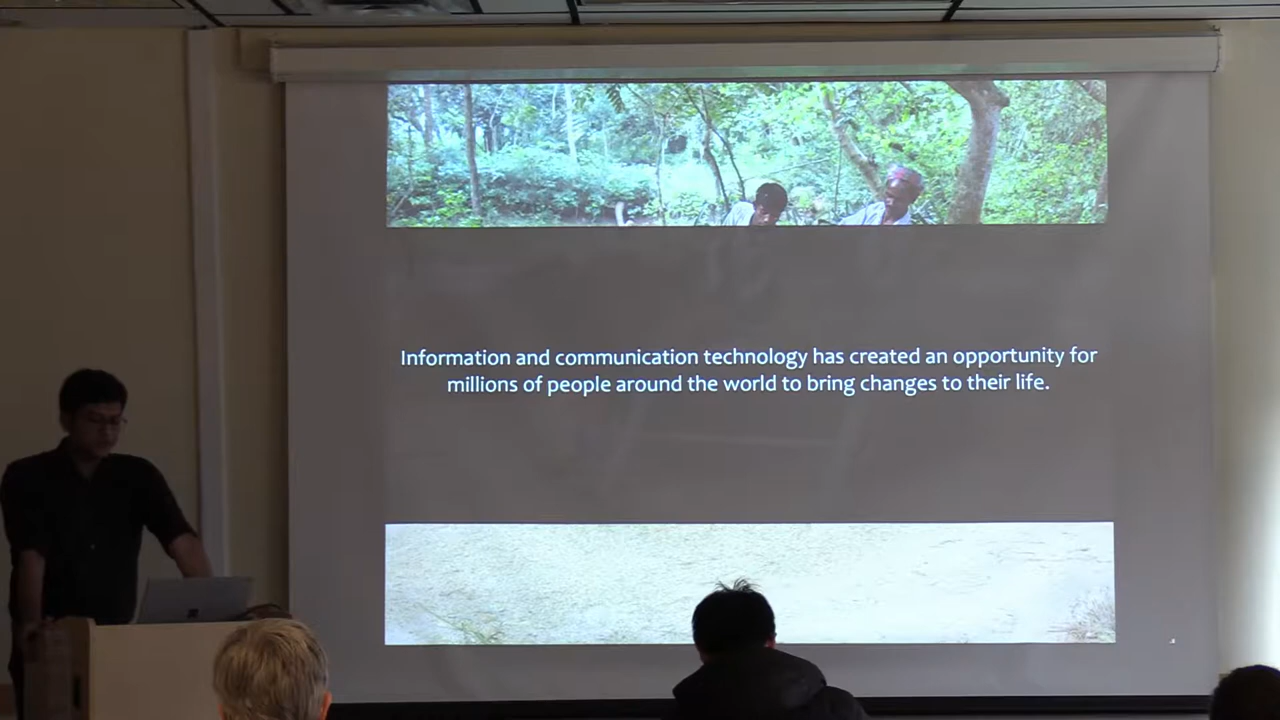 Information and communication technology has created an opportunity for
millions of people around the world to bring changes to their life.